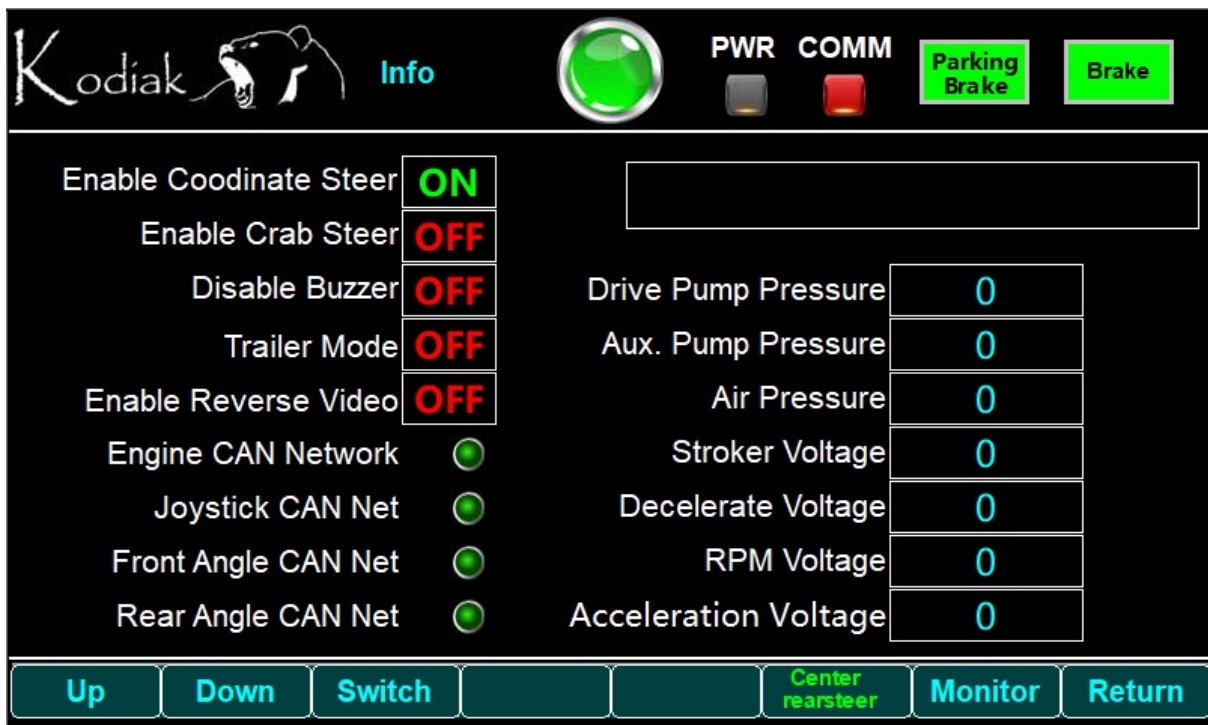 Kodiak
Info
PWR COMM
Parking
Brake
Brake
Enable Coodinate Steer ON
Enable Crab Steer OFF
Disable Buzzer OFF
Trailer Mode OFF
Enable Reverse Video OFF
Engine CAN Network
Joystick CAN Net
Front Angle CAN Net
Rear Angle CAN Net
Drive Pump Pressure 0
Aux. Pump Pressure 0
Air Pressure 0
Stroker Voltage 0
Decelerate Voltage 0
RPM Voltage 0
Acceleration Voltage 0
Up
Down
Switch
Center
rearsteer
Monitor
Return